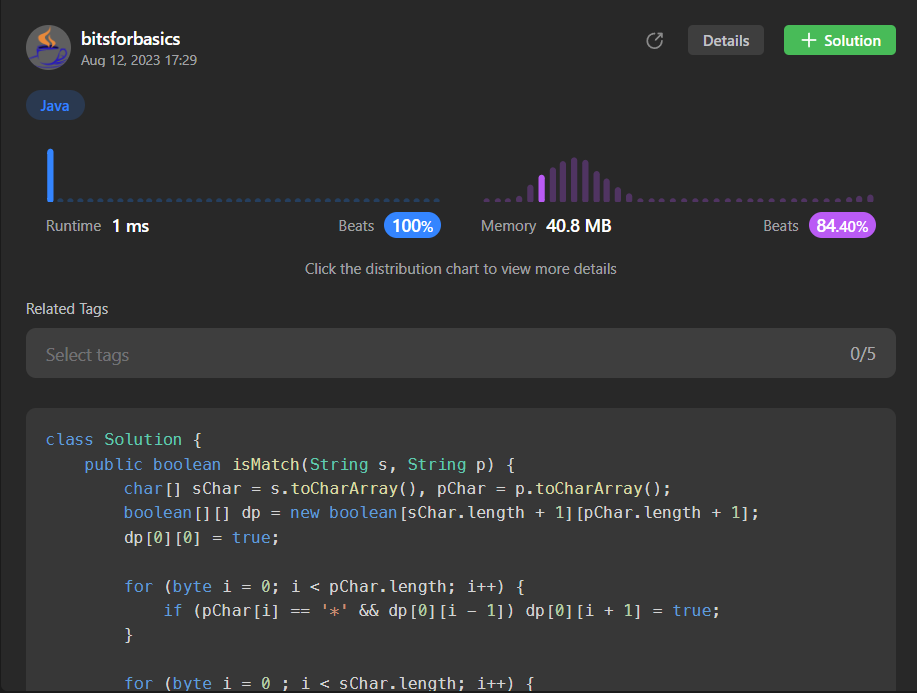 bitsforbasics
Aug 12, 2023 17:29
Details
+ Solution
Java
Runtime 1 ms Beats 100%
Memory 40.8 MB Beats 84.40%
Click the distribution chart to view more details
Related Tags
Select tags 0/5
class Solution {
    public boolean isMatch(String s, String p) {
        char[] sChar = s.toCharArray(), pChar = p.toCharArray();
        boolean[][] dp = new boolean[sChar.length + 1][pChar.length + 1];
        dp[0][0] = true;

        for (byte i = 0; i < pChar.length; i++) {
            if (pChar[i] == '*' && dp[0][i - 1]) dp[0][i + 1] = true;
        }

        for (byte i = 0 ; i < sChar.length; i++) {